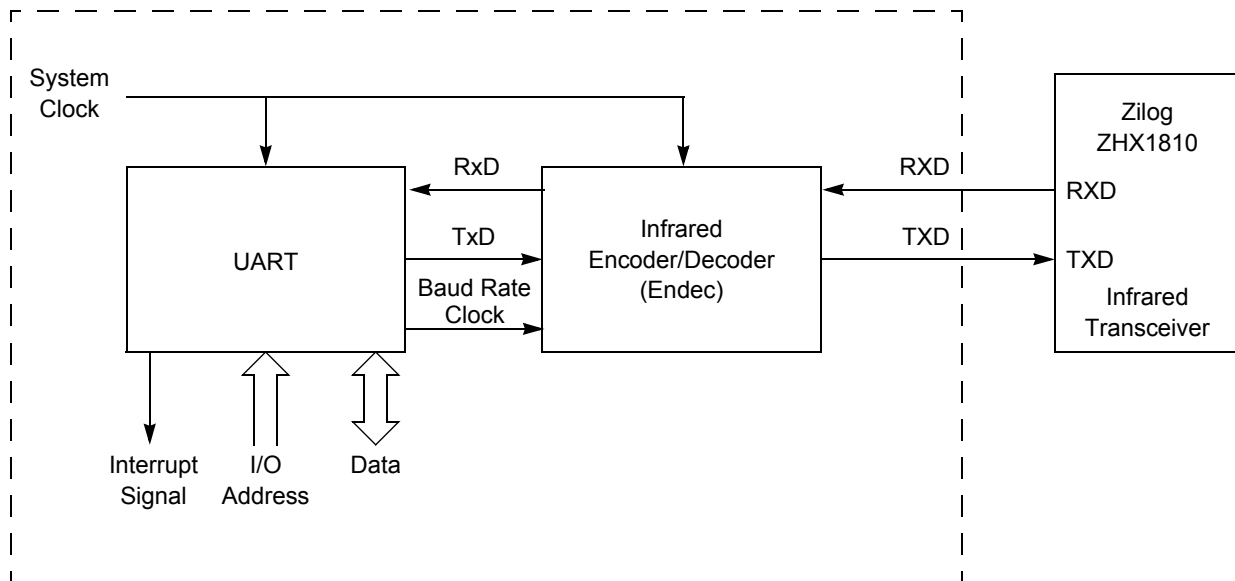 System
Clock
Zilog
ZHX1810
RxD
RXD
RXD
UART
TxD
Infrared
Encoder/Decoder
(Endec)
TXD
TXD
Baud Rate
Clock
Infrared
Transceiver
Interrupt
Signal
I/O
Address
Data